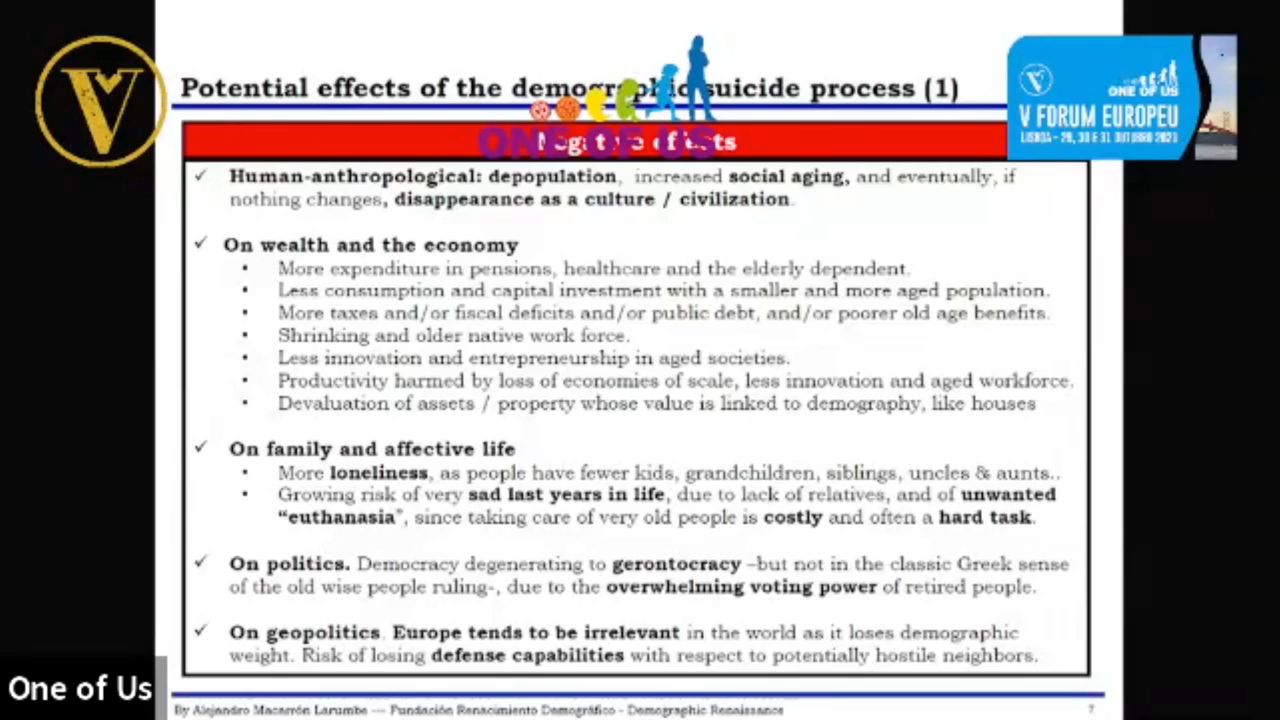 Potential effects of the demographic suicide process (1)
ONE OF US
Negative effects
V
ONE OF US
V FORUM EUROPEU
LISBOA - 29, 30 E 31 OUTUBRO 2021
✓ Human-anthropological: depopulation, increased social aging, and eventually, if
nothing changes, disappearance as a culture / civilization.
✓ On wealth and the economy
• More expenditure in pensions, healthcare and the elderly dependent.
• Less consumption and capital investment with a smaller and more aged population.
• More taxes and/or fiscal deficits and/or public debt, and/or poorer old age benefits.
• Shrinking and older native work force.
• Less innovation and entrepreneurship in aged societies.
• Productivity harmed by loss of economies of scale, less innovation and aged workforce.
• Devaluation of assets / property whose value is linked to demography, like houses
✓ On family and affective life
• More loneliness, as people have fewer kids, grandchildren, siblings, uncles & aunts..
• Growing risk of very sad last years in life, due to lack of relatives, and of unwanted
“euthanasia”, since taking care of very old people is costly and often a hard task.
✓ On politics. Democracy degenerating to gerontocracy –but not in the classic Greek sense
of the old wise people ruling-, due to the overwhelming voting power of retired people.
✓ On geopolitics. Europe tends to be irrelevant in the world as it loses demographic
weight. Risk of losing defense capabilities with respect to potentially hostile neighbors.
One of Us
By Alejandro Macarrón Larumbe --- Fundación Renacimiento Demográfico - Demographic Renaissance
7